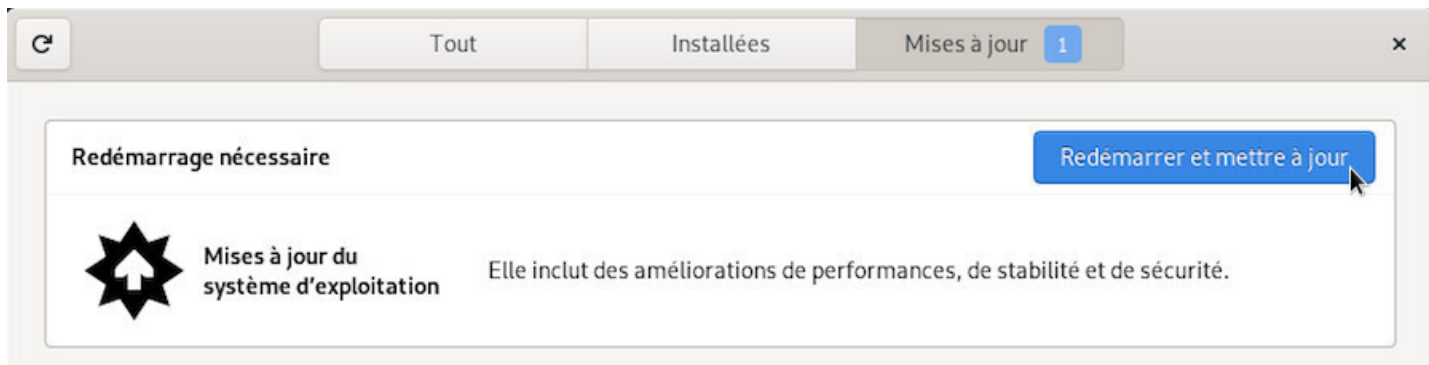 Tout
Installées
Mises à jour 1
Redémarrage nécessaire
Redémarrer et mettre à jour
Mises à jour du
système d'exploitation
Elle inclut des améliorations de performances, de stabilité et de sécurité.